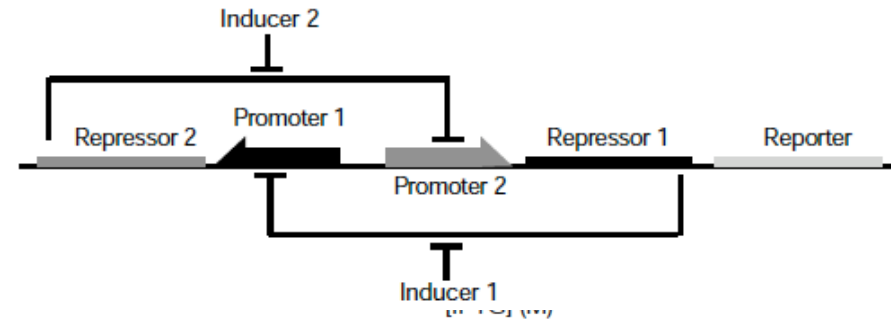 Inducer 2
Promoter 1
Repressor 2
Repressor 1
Reporter
Promoter 2
Inducer 1